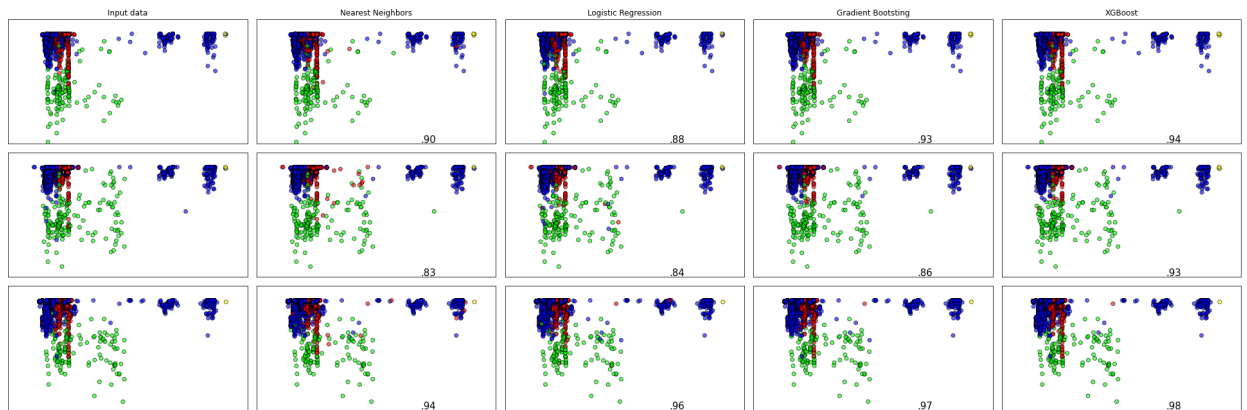 Input data
Nearest Neighbors
Logistic Regression
Gradient Bootsting
XGBoost
.90
.88
.93
.94
.83
.84
.86
.93
.94
.96
.97
.98